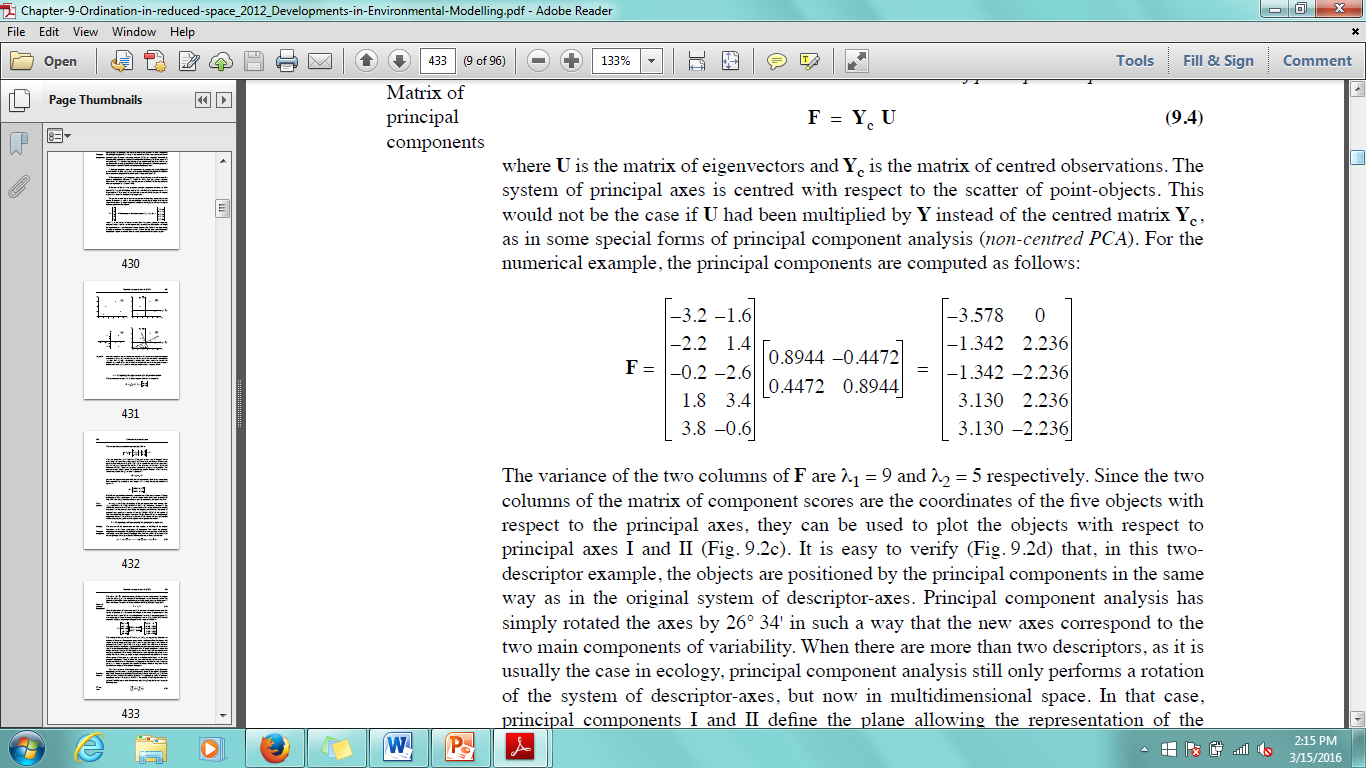 Chapter-9-Ordination-in-reduced-space_2012_Developments-in-Environmental-Modelling.pdf - Adobe Reader
File Edit View Window Help
Open 433 (9 of 96) 133% Tools Fill & Sign Comment
Page Thumbnails
430
431
432
433
Matrix of
principal
components
F = Yc U (9.4)
where U is the matrix of eigenvectors and Yc is the matrix of centred observations. The
system of principal axes is centred with respect to the scatter of point-objects. This
would not be the case if U had been multiplied by Y instead of the centred matrix Yc,
as in some special forms of principal component analysis (non-centred PCA). For the
numerical example, the principal components are computed as follows:
−3.2 −1.6 −3.578 0
−2.2 1.4 0.8944 −0.4472 −1.342 2.236
F = −0.2 −2.6 = −1.342 −2.236
1.8 3.4 0.4472 0.8944 3.130 2.236
3.8 −0.6 3.130 −2.236
The variance of the two columns of F are λ1 = 9 and λ2 = 5 respectively. Since the two
columns of the matrix of component scores are the coordinates of the five objects with
respect to the principal axes, they can be used to plot the objects with respect to
principal axes I and II (Fig. 9.2c). It is easy to verify (Fig. 9.2d) that, in this two-
descriptor example, the objects are positioned by the principal components in the same
way as in the original system of descriptor-axes. Principal component analysis has
simply rotated the axes by 26° 34' in such a way that the new axes correspond to the
two main components of variability. When there are more than two descriptors, as it is
usually the case in ecology, principal component analysis still only performs a rotation
of the system of descriptor-axes, but now in multidimensional space. In that case,
principal components I and II define the plane allowing the representation of the
2:15 PM
3/15/2016